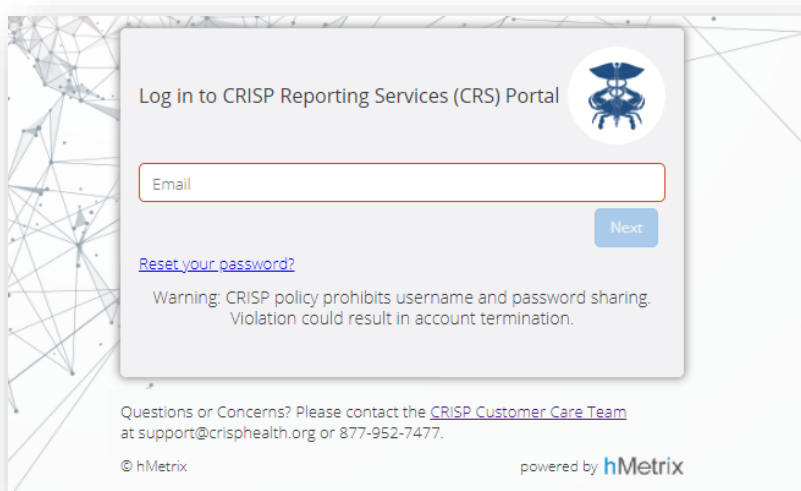 Log in to CRISP Reporting Services (CRS) Portal
Email
Next
Reset your password?
Warning: CRISP policy prohibits username and password sharing.
Violation could result in account termination.
Questions or Concerns? Please contact the CRISP Customer Care Team
at support@crisphealth.org or 877-952-7477.
© hMetrix
powered by hMetrix